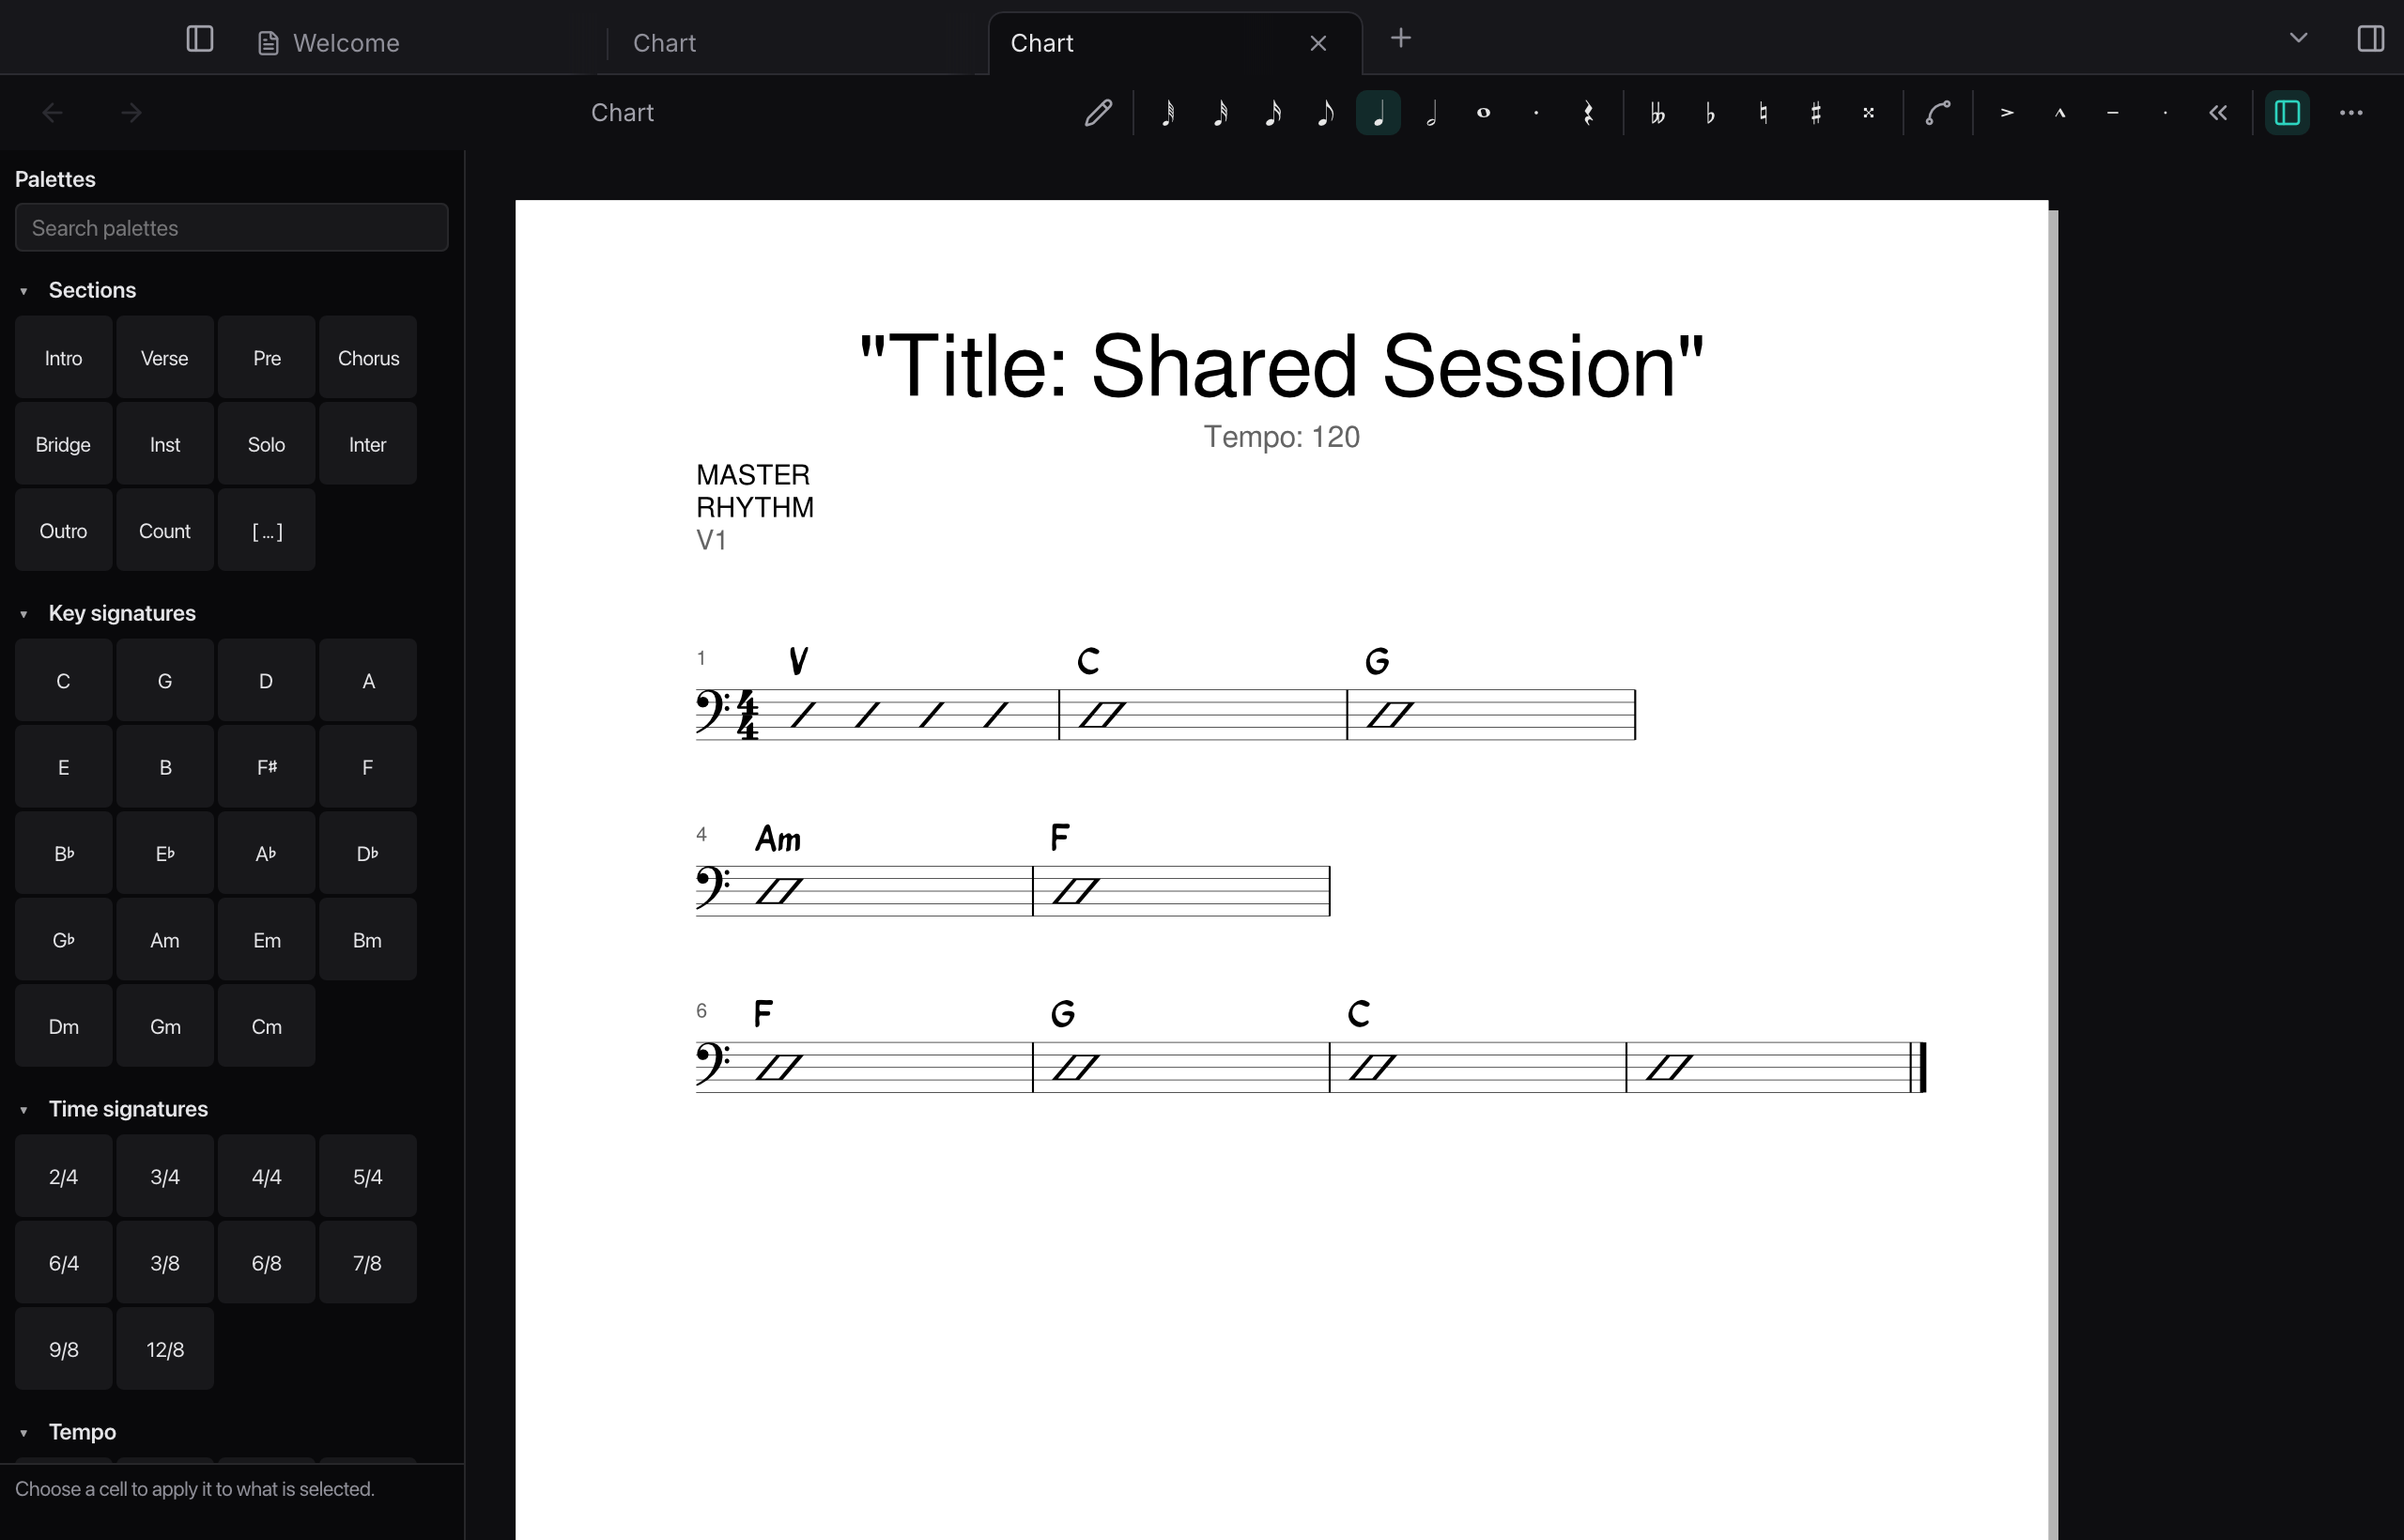 Welcome
Chart
Chart
Chart
Palettes
Search palettes
Sections
Intro Verse Pre Chorus
Bridge Inst Solo Inter
Outro Count [ ... ]
Key signatures
C G D A
E B F♯ F
B♭ E♭ A♭ D♭
G♭ Am Em Bm
Dm Gm Cm
Time signatures
2/4 3/4 4/4 5/4
6/4 3/8 6/8 7/8
9/8 12/8
Tempo
Choose a cell to apply it to what is selected.
"Title: Shared Session"
Tempo: 120
MASTER
RHYTHM
V1
1 V C G
4
4
4 Am F
6 F G C